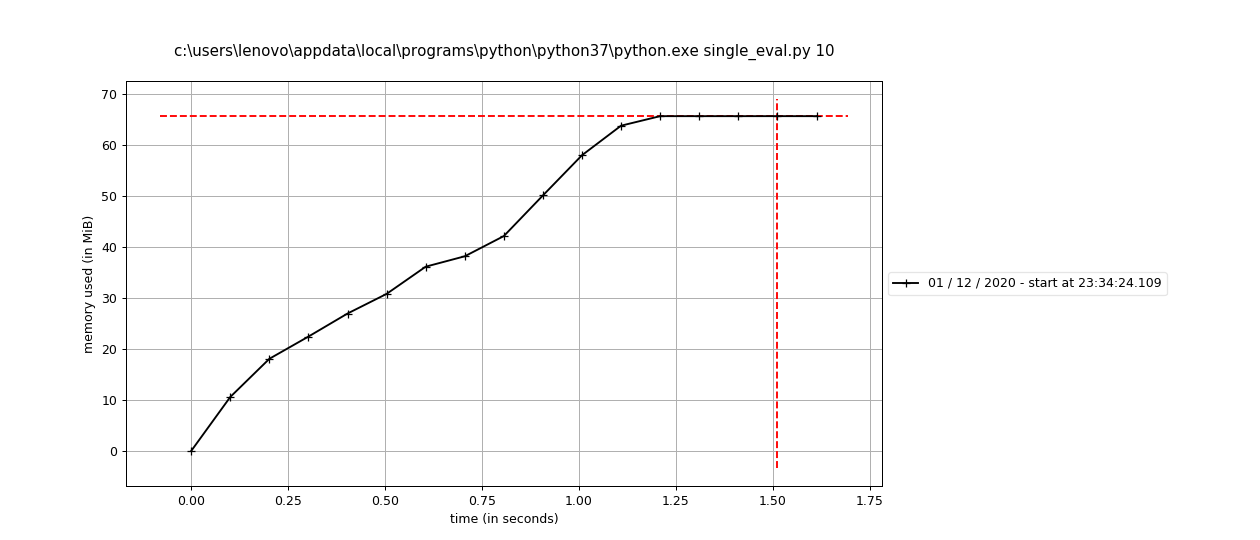 c:\users\lenovo\appdata\local\programs\python\python37\python.exe single_eval.py 10
70
60
50
40
30
20
10
0
memory used (in MiB)
0.00 0.25 0.50 0.75 1.00 1.25 1.50 1.75
time (in seconds)
01 / 12 / 2020 - start at 23:34:24.109